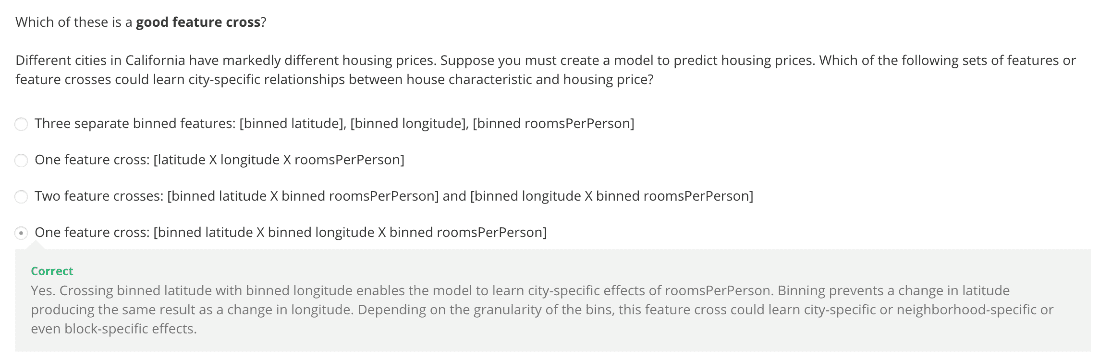 Which of these is a good feature cross?
Different cities in California have markedly different housing prices. Suppose you must create a model to predict housing prices. Which of the following sets of features or
feature crosses could learn city-specific relationships between house characteristic and housing price?
Three separate binned features: [binned latitude], [binned longitude], [binned roomsPerPerson]
One feature cross: [latitude X longitude X roomsPerPerson]
Two feature crosses: [binned latitude X binned roomsPerPerson] and [binned longitude X binned roomsPerPerson]
One feature cross: [binned latitude X binned longitude X binned roomsPerPerson]
Correct
Yes. Crossing binned latitude with binned longitude enables the model to learn city-specific effects of roomsPerPerson. Binning prevents a change in latitude
producing the same result as a change in longitude. Depending on the granularity of the bins, this feature cross could learn city-specific or neighborhood-specific or
even block-specific effects.